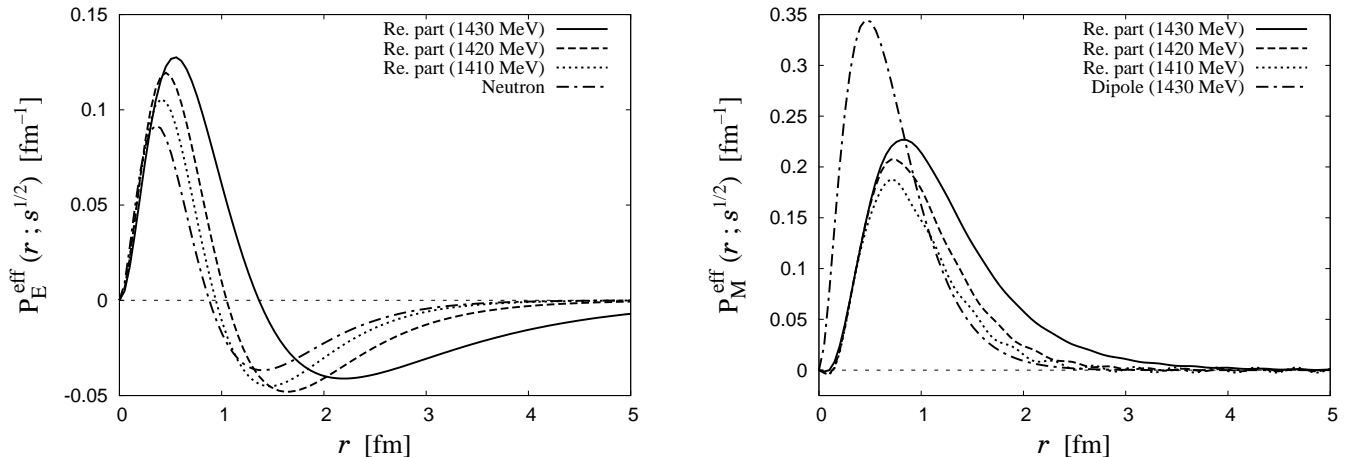 P_E^eff (r ; s^1/2) [fm^−1]
0.1
0.05
0
-0.05
0
1
2
3
4
5
r [fm]
Re. part (1430 MeV)
Re. part (1420 MeV)
Re. part (1410 MeV)
Neutron
P_M^eff (r ; s^1/2) [fm^−1]
0.35
0.3
0.25
0.2
0.15
0.1
0.05
0
0
1
2
3
4
5
r [fm]
Re. part (1430 MeV)
Re. part (1420 MeV)
Re. part (1410 MeV)
Dipole (1430 MeV)